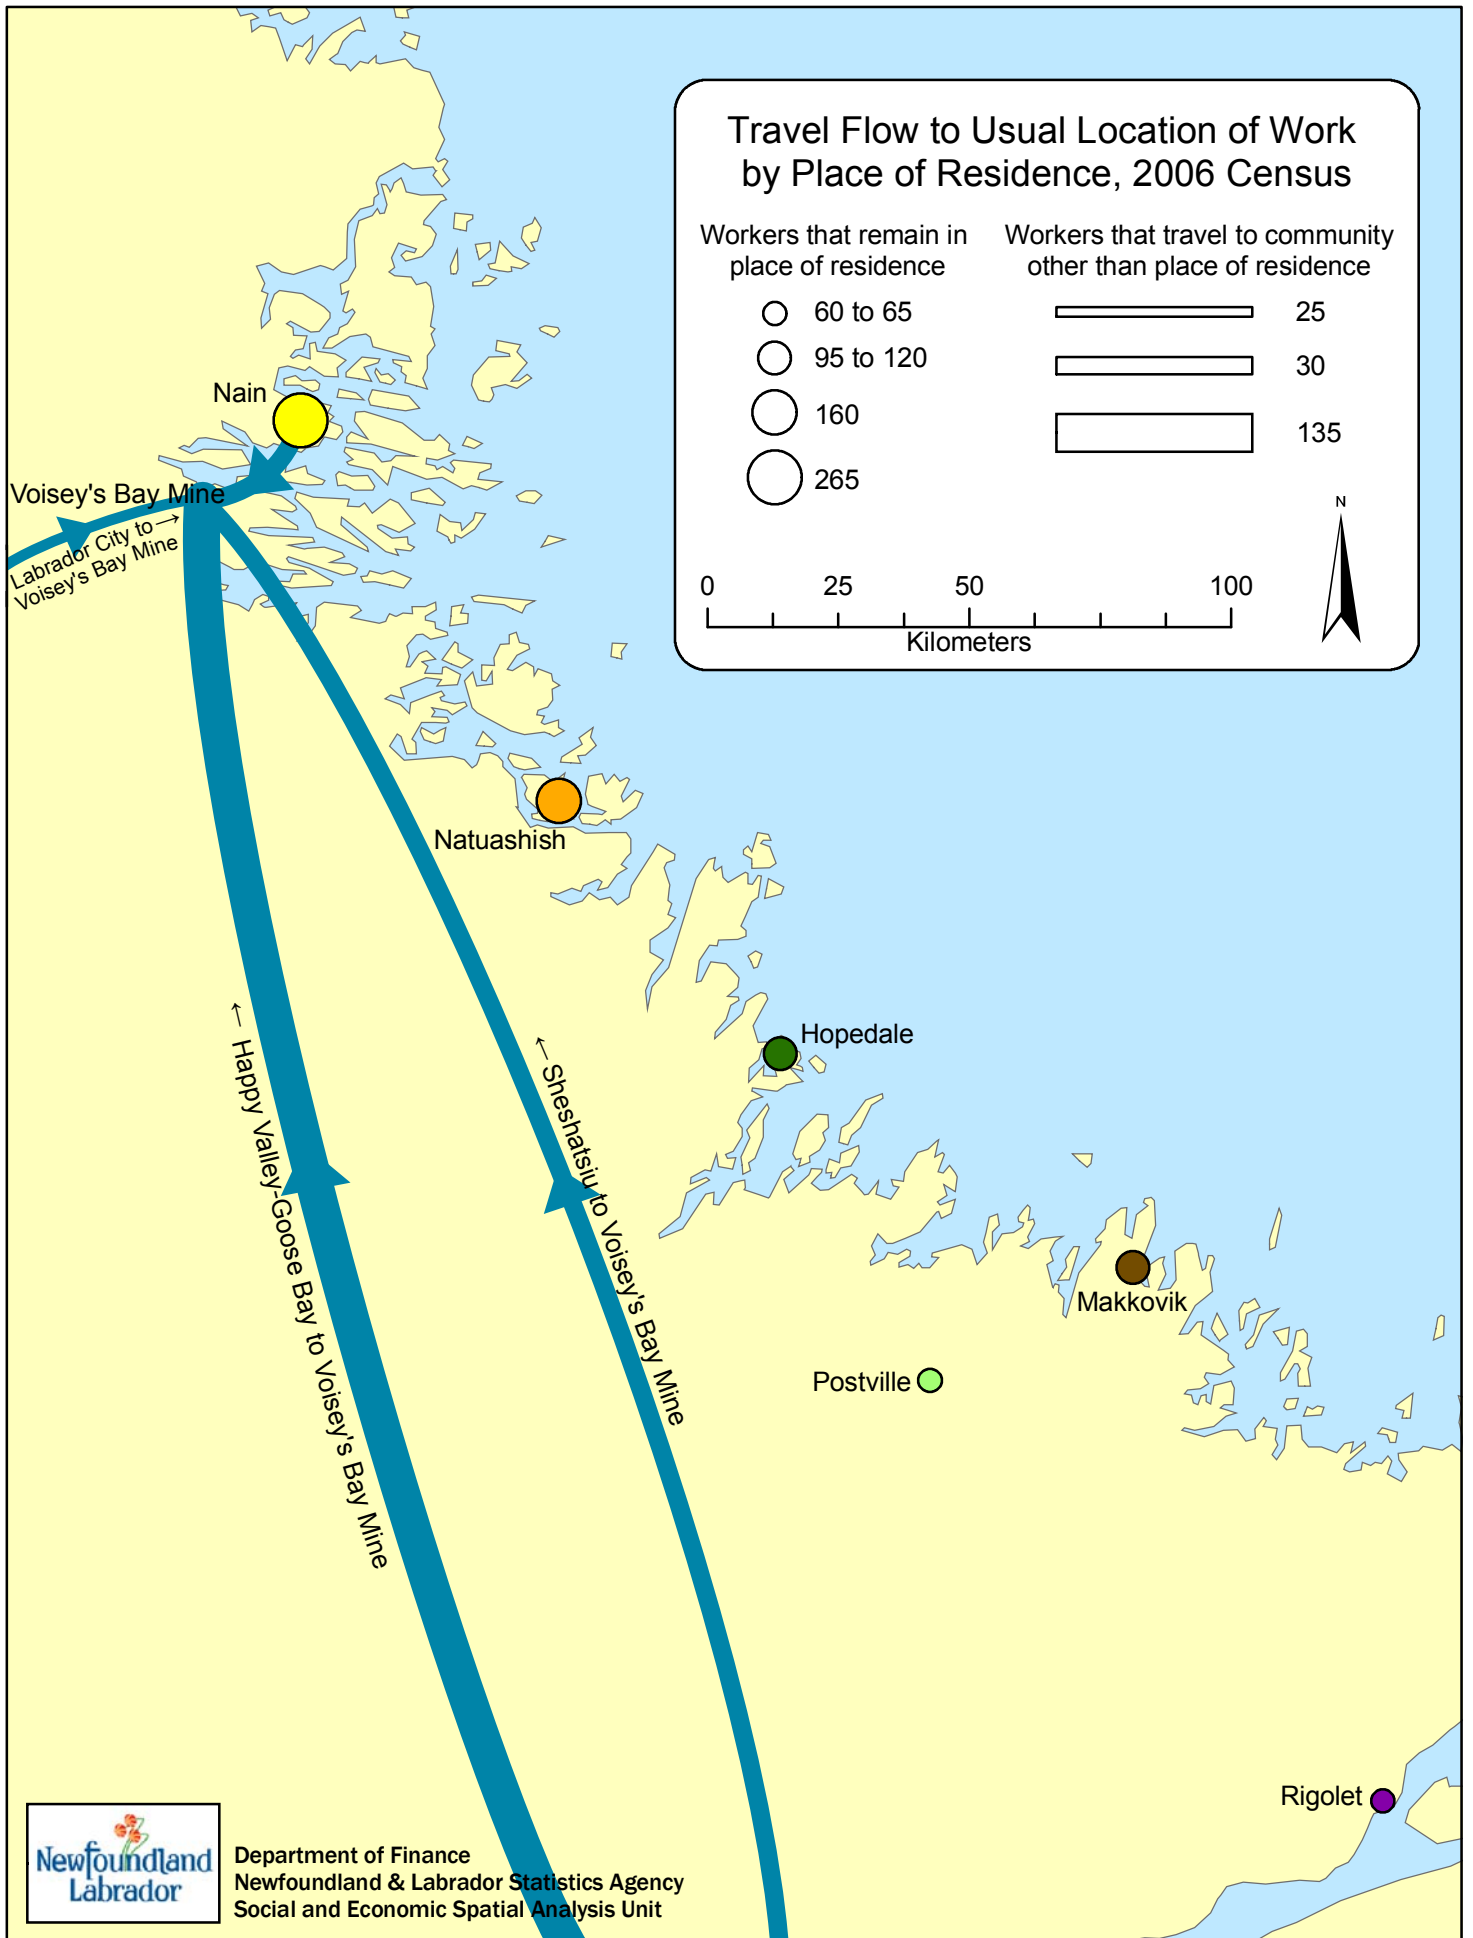 Travel Flow to Usual Location of Work
by Place of Residence, 2006 Census
Workers that remain in
place of residence
60 to 65
95 to 120
160
265
Workers that travel to community
other than place of residence
25
30
135
N
0 25 50 100
Kilometers
Nain
Voisey's Bay Mine
Labrador City to→
Voisey's Bay Mine
Natuashish
Hopedale
← Happy Valley-Goose Bay to Voisey's Bay Mine
←Sheshatsiu to Voisey's Bay Mine
Makkovik
Postville
Rigolet
Newfoundland
Labrador
Department of Finance
Newfoundland & Labrador Statistics Agency
Social and Economic Spatial Analysis Unit